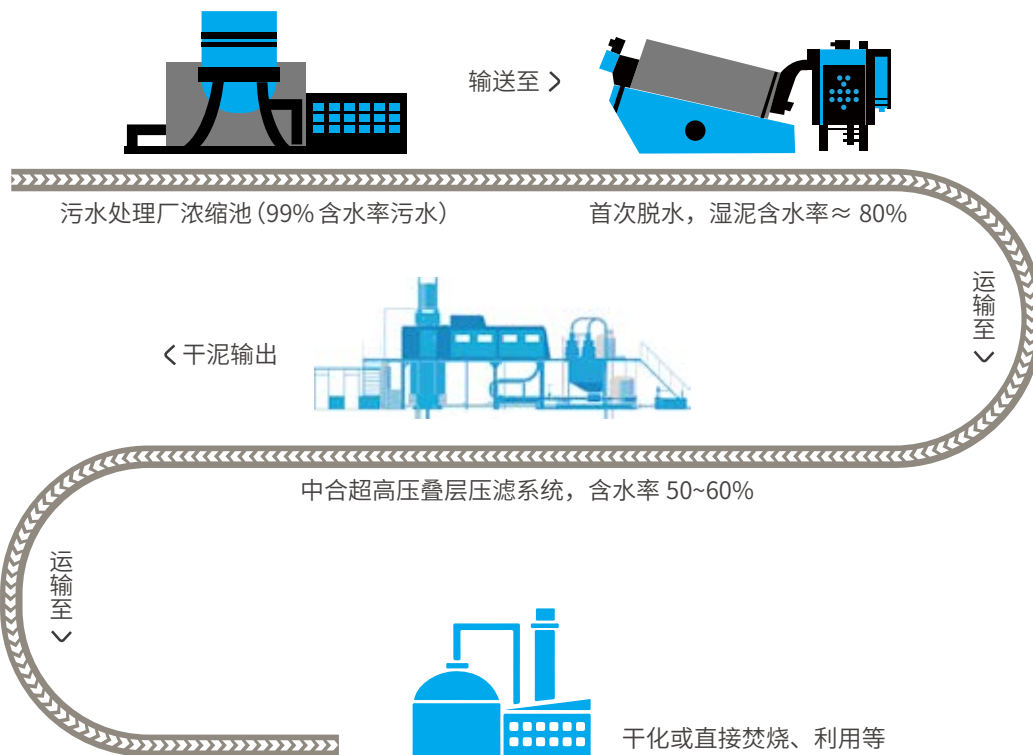 输送至 >
污水处理厂浓缩池（99% 含水率污水）
首次脱水，湿泥含水率≈ 80%
运输至
< 干泥输出
中合超高压叠层压滤系统，含水率 50~60%
运输至
干化或直接焚烧、利用等